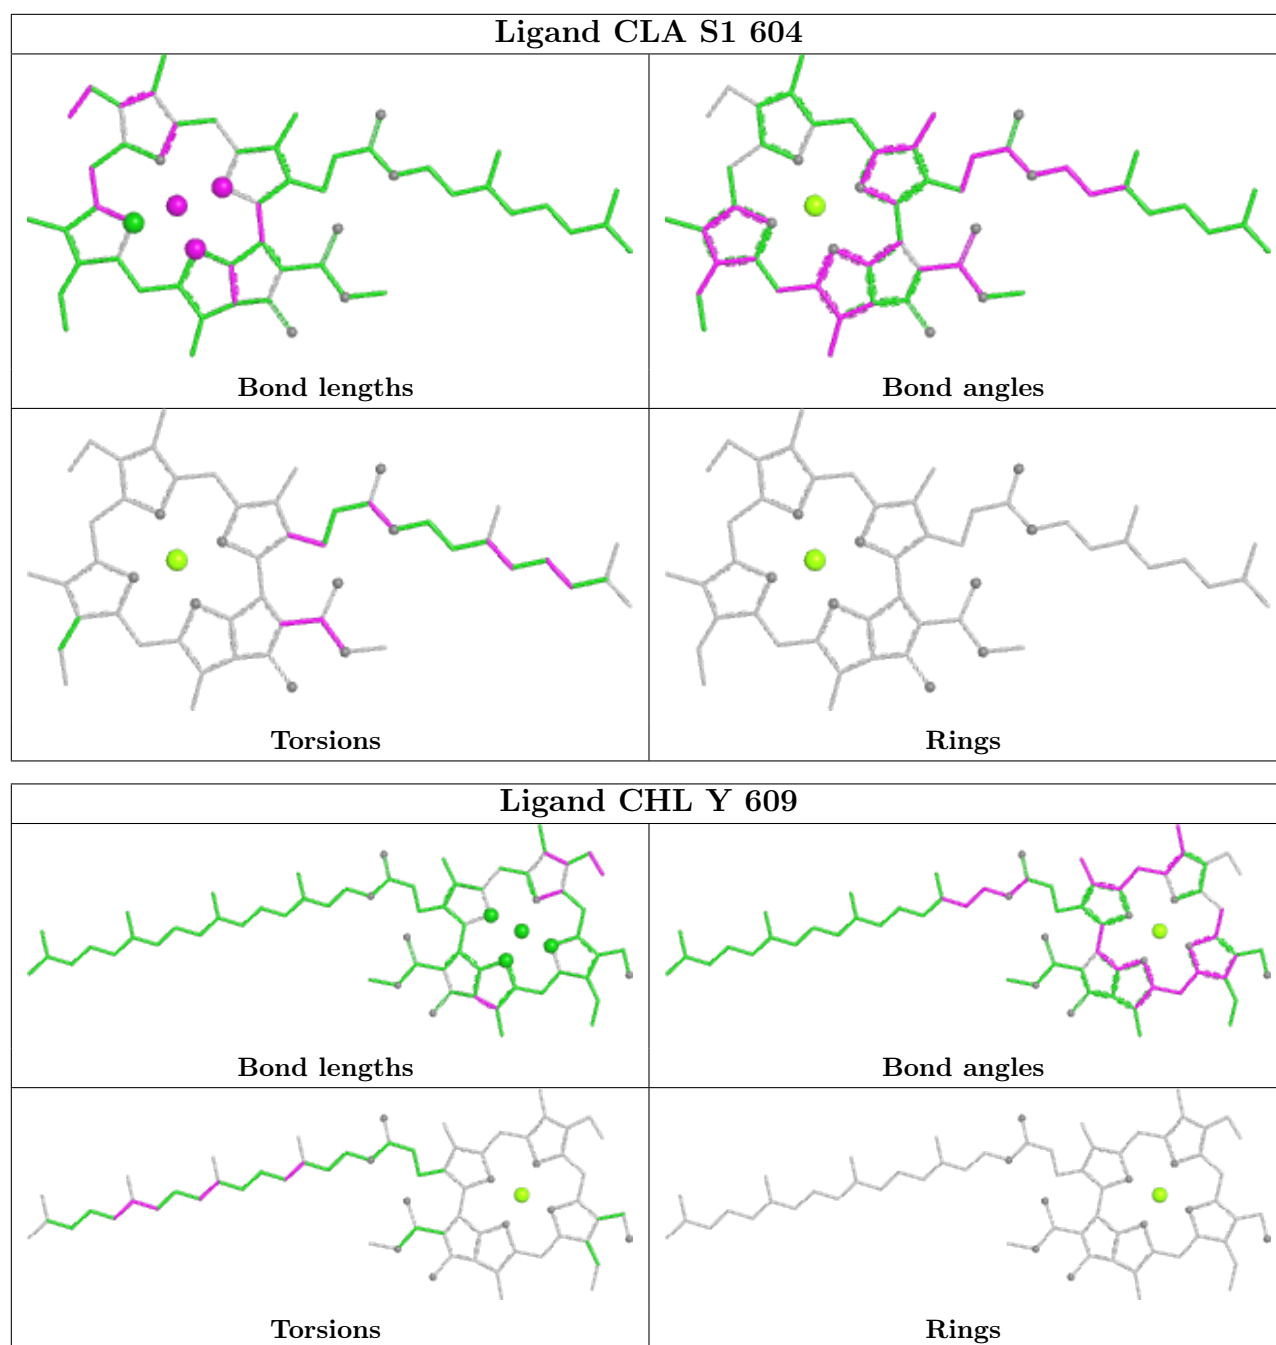 Ligand CLA S1 604
Bond lengths
Bond angles
Torsions
Rings
Ligand CHL Y 609
Bond lengths
Bond angles
Torsions
Rings